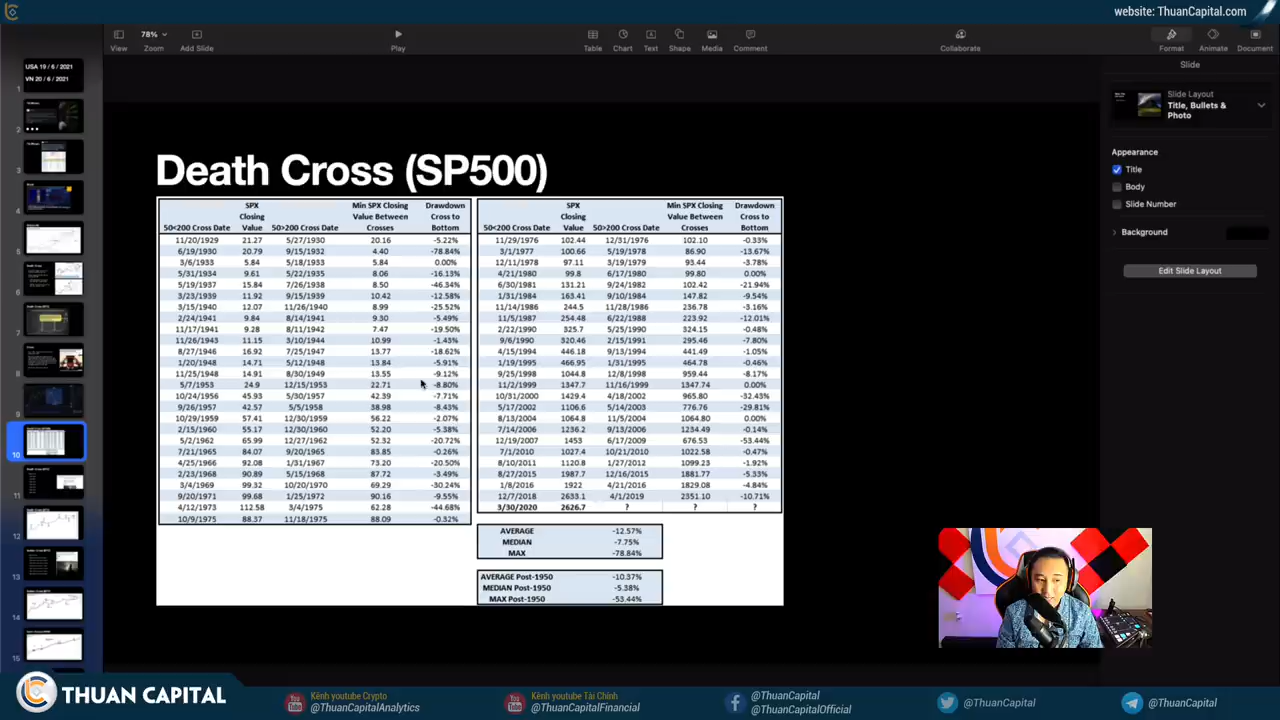 website: ThuanCapital.com
78%
View
Zoom
Add Slide
Play
Table
Chart
Text
Shape
Media
Comment
Collaborate
Format
Animate
Document
Slide
Slide Layout
Title, Bullets &
Photo
Appearance
Title
Body
Slide Number
Background
Edit Slide Layout
USA 19 / 6 / 2021
VN 20 / 6 / 2021
1
2
3
4
5
6
7
8
9
10
11
12
13
14
15
Death Cross (SP500)
50<200 Cross Date SPX Closing Value 50>200 Cross Date Min SPX Closing Value Between Crosses Drawdown Cross to Bottom
11/20/1929 21.27 5/27/1930 20.16 -5.22%
6/19/1930 20.79 9/15/1932 4.40 -78.84%
3/6/1933 5.84 5/18/1933 5.84 0.00%
5/31/1934 9.61 5/22/1935 8.06 -16.13%
5/19/1937 15.84 7/26/1938 8.50 -46.34%
3/23/1939 11.92 9/15/1939 10.42 -12.58%
3/15/1940 12.07 11/26/1940 8.99 -25.52%
2/24/1941 9.84 8/14/1941 9.30 -5.49%
11/17/1941 9.28 8/11/1942 7.47 -19.50%
11/26/1943 11.15 3/10/1944 10.99 -1.43%
8/27/1946 16.92 7/25/1947 13.77 -18.62%
1/20/1948 14.71 5/12/1948 13.84 -5.91%
11/25/1948 14.91 8/30/1949 13.55 -9.12%
5/7/1953 24.9 12/15/1953 22.71 -8.80%
10/24/1956 45.93 5/30/1957 42.39 -7.71%
9/26/1957 42.57 5/5/1958 38.98 -8.43%
10/29/1959 57.41 12/30/1959 56.22 -2.07%
2/15/1960 55.17 12/30/1960 52.20 -5.38%
5/2/1962 65.99 12/27/1962 52.32 -20.72%
7/21/1965 84.07 9/20/1965 83.85 -0.26%
4/25/1966 92.08 1/31/1967 73.20 -20.50%
2/23/1968 90.89 5/15/1968 87.72 -3.49%
3/4/1969 99.32 10/20/1970 69.29 -30.24%
9/20/1971 99.68 1/25/1972 90.16 -9.55%
4/12/1973 112.58 3/4/1975 62.28 -44.68%
10/9/1975 88.37 11/18/1975 88.09 -0.32%
50<200 Cross Date SPX Closing Value 50>200 Cross Date Min SPX Closing Value Between Crosses Drawdown Cross to Bottom
11/29/1976 102.44 12/31/1976 102.10 -0.33%
3/1/1977 100.66 5/19/1978 86.90 -13.67%
12/11/1978 97.11 3/19/1979 93.44 -3.78%
4/21/1980 99.8 6/17/1980 99.80 0.00%
6/30/1981 131.21 9/24/1982 102.42 -21.94%
1/31/1984 163.41 9/10/1984 147.82 -9.54%
11/14/1986 244.5 11/28/1986 236.78 -3.16%
11/5/1987 254.48 6/22/1988 223.92 -12.01%
2/22/1990 325.7 5/25/1990 324.15 -0.48%
9/6/1990 320.46 2/15/1991 295.46 -7.80%
4/15/1994 446.18 9/13/1994 441.49 -1.05%
1/19/1995 466.95 1/31/1995 464.78 -0.46%
9/25/1998 1044.8 12/8/1998 959.44 -8.17%
11/2/1999 1347.7 11/16/1999 1347.74 0.00%
10/31/2000 1429.4 4/18/2002 965.80 -32.43%
5/17/2002 1106.6 5/14/2003 776.76 -29.81%
8/13/2004 1064.8 11/5/2004 1064.80 0.00%
7/14/2006 1236.2 9/13/2006 1234.49 -0.14%
12/19/2007 1453 6/17/2009 676.53 -53.44%
7/1/2010 1027.4 10/21/2010 1022.58 -0.47%
8/10/2011 1120.8 1/27/2012 1099.23 -1.92%
8/27/2015 1987.7 12/16/2015 1881.77 -5.33%
1/8/2016 1922 4/21/2016 1829.08 -4.84%
12/7/2018 2633.1 4/1/2019 2351.10 -10.71%
3/30/2020 2626.7 ? ? ?
AVERAGE -12.57%
MEDIAN -7.75%
MAX -78.84%
AVERAGE Post-1950 -10.37%
MEDIAN Post-1950 -5.38%
MAX Post-1950 -53.44%
THUAN CAPITAL
Kênh youtube Crypto
@ThuanCapitalAnalytics
Kênh youtube Tài Chính
@ThuanCapitalFinancial
@ThuanCapital
@ThuanCapitalOfficial
@ThuanCapital
@ThuanCapital